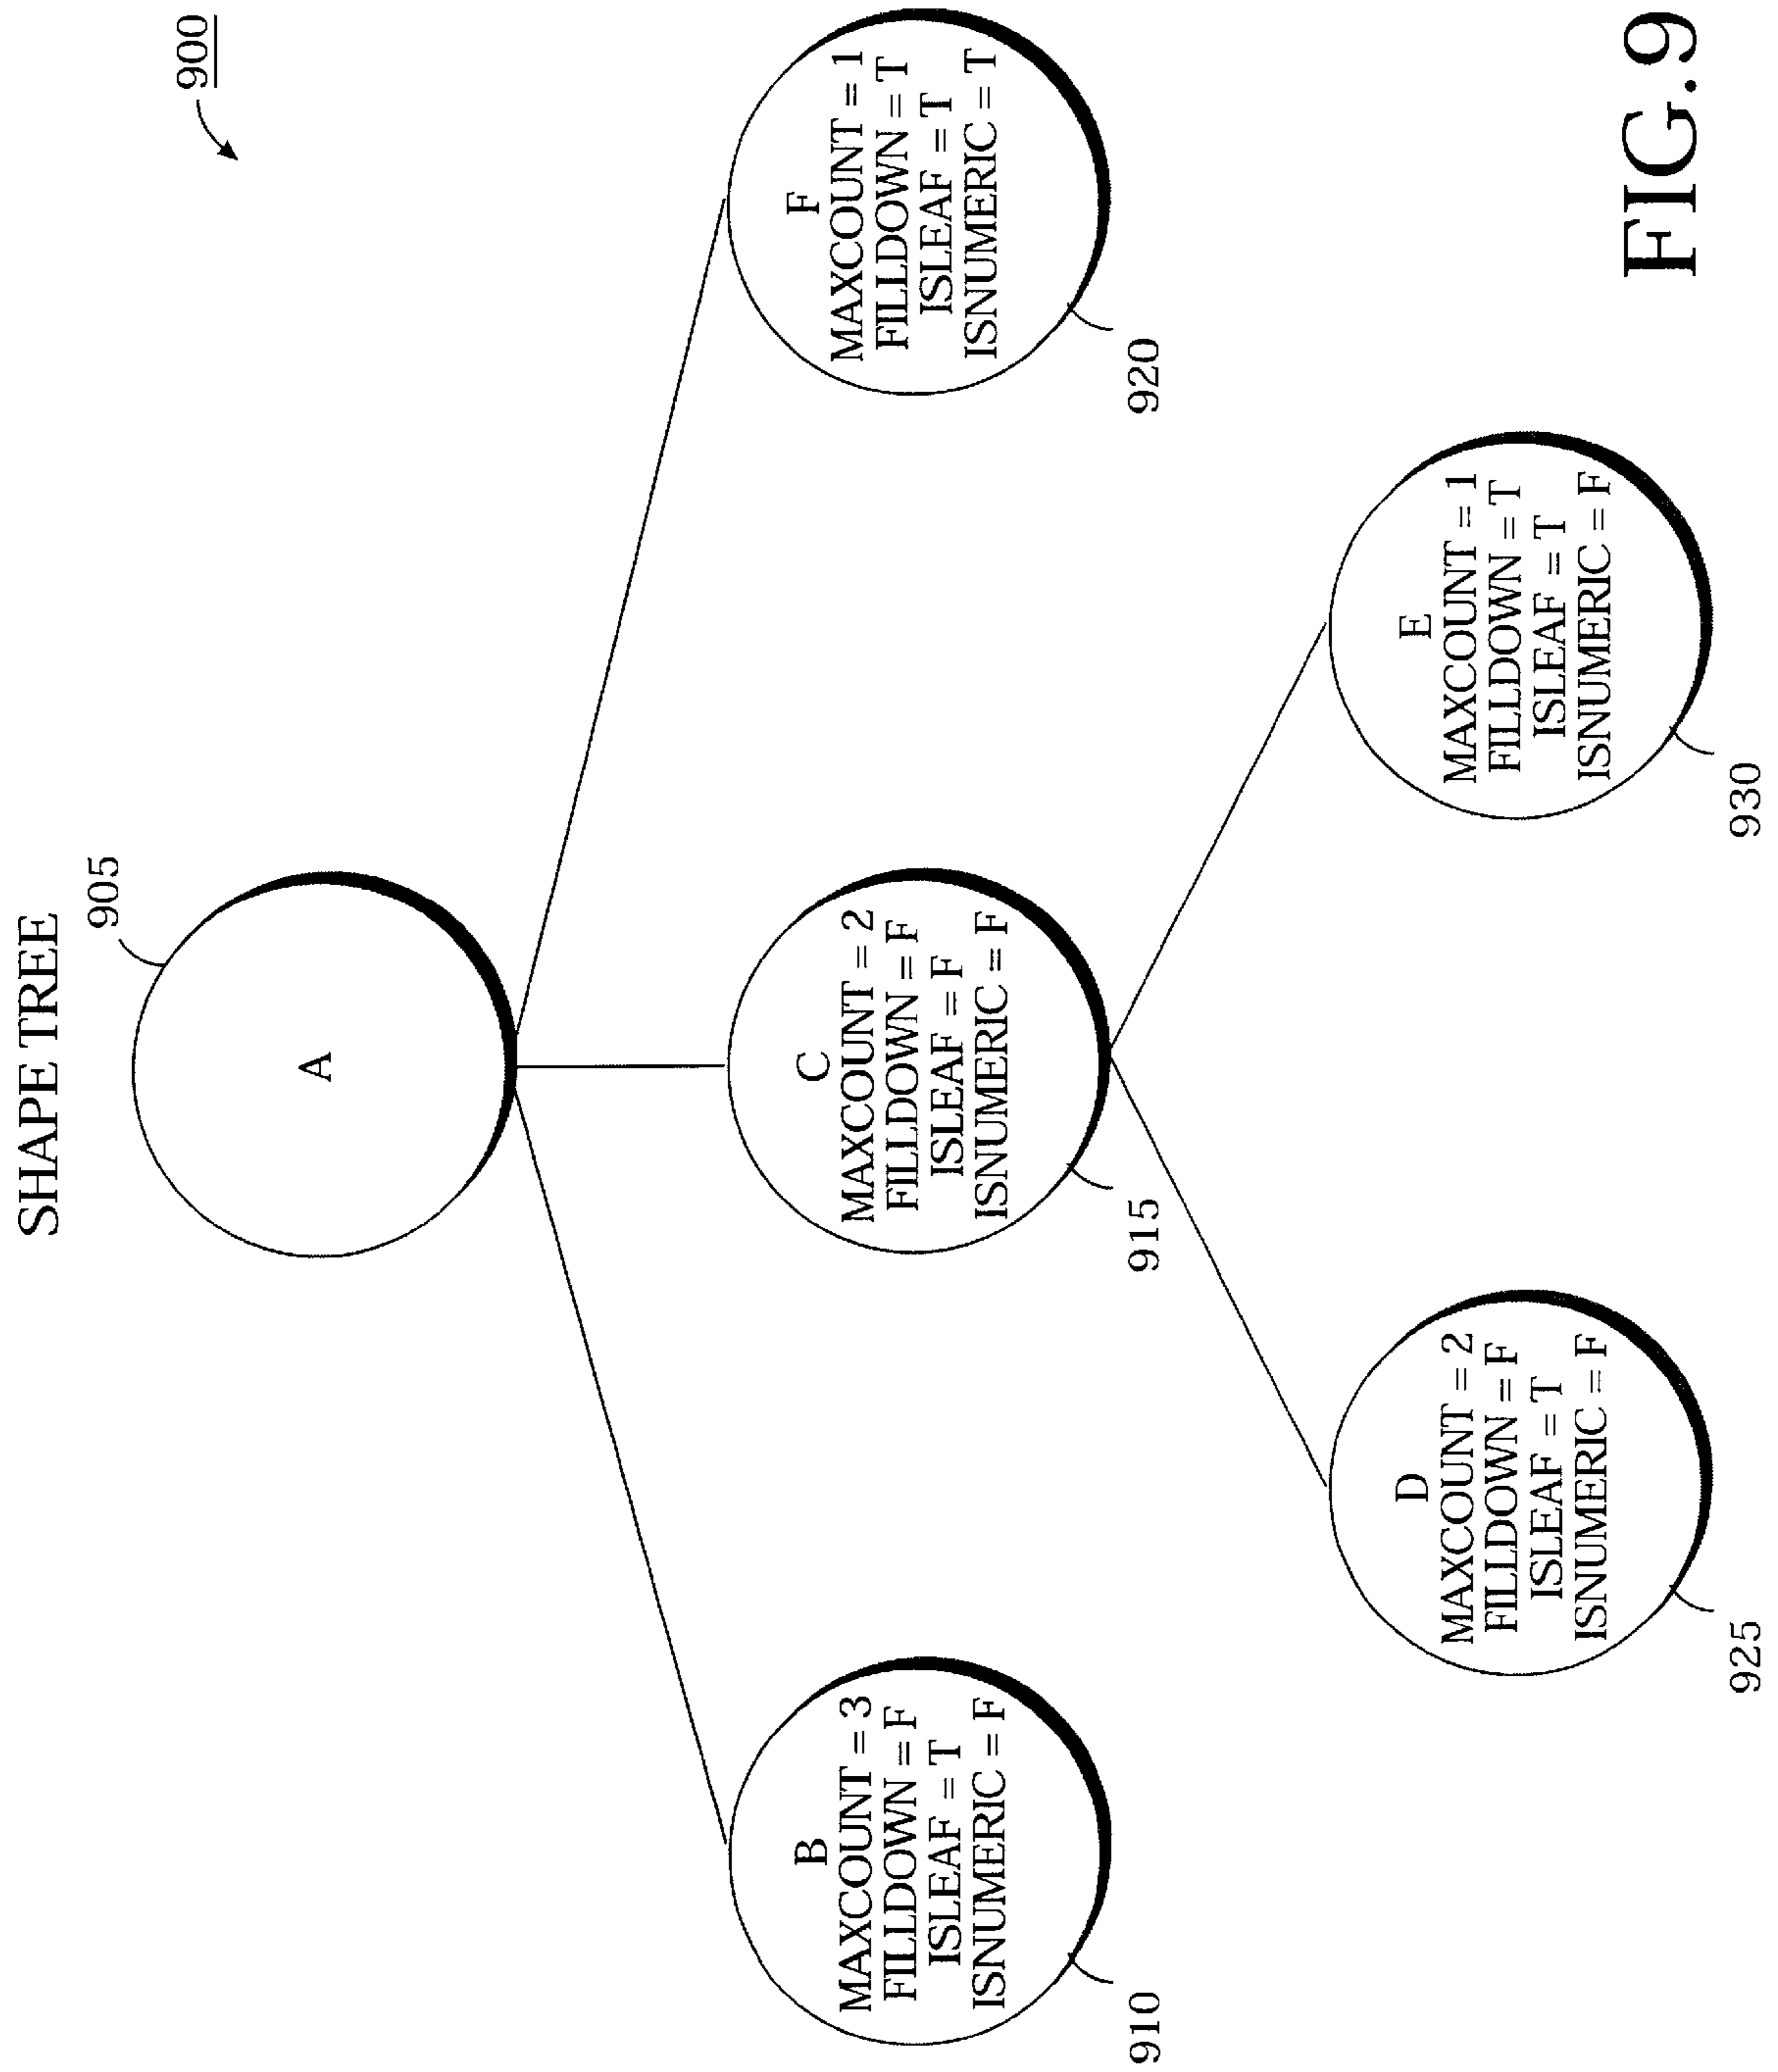 SHAPE TREE
900
905
A
B
MAXCOUNT = 3
FILLDOWN = F
ISLEAF = T
ISNUMERIC = F
910
C
MAXCOUNT = 2
FILLDOWN = F
ISLEAF = F
ISNUMERIC = F
915
F
MAXCOUNT = 1
FILLDOWN = T
ISLEAF = T
ISNUMERIC = T
920
D
MAXCOUNT = 2
FILLDOWN = F
ISLEAF = T
ISNUMERIC = F
925
E
MAXCOUNT = 1
FILLDOWN = T
ISLEAF = T
ISNUMERIC = F
930
FIG.9